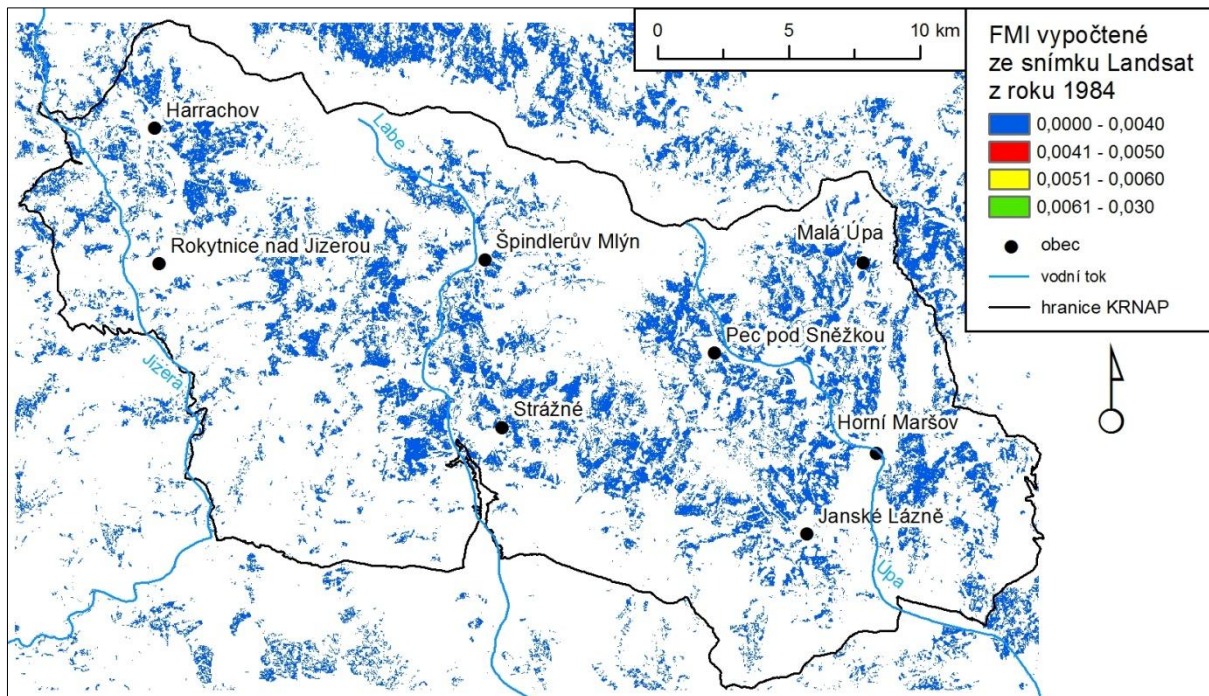 0 5 10 km
FMI vypočtené
ze snímku Landsat
z roku 1984
0,0000 - 0,0040
0,0041 - 0,0050
0,0051 - 0,0060
0,0061 - 0,030
obec
vodní tok
hranice KRNAP
Harrachov
Labe
Rokytnice nad Jizerou
Špindlerův Mlýn
Malá Úpa
Pec pod Sněžkou
Jizera
Strážné
Horní Maršov
Janské Lázně
Úpa